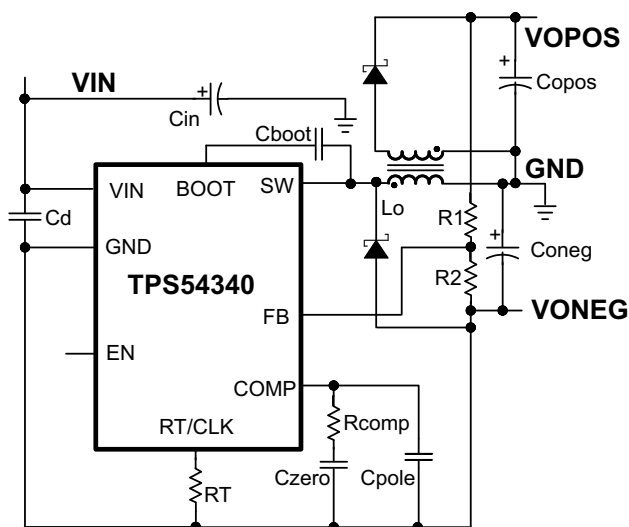 VOPOS
VIN
+
Copos
+
Cin
Cboot
GND
VIN
BOOT
SW
Lo
R1
+
Cd
GND
Coneg
TPS54340
R2
FB
VONEG
EN
COMP
Rcomp
RT/CLK
Czero
Cpole
RT